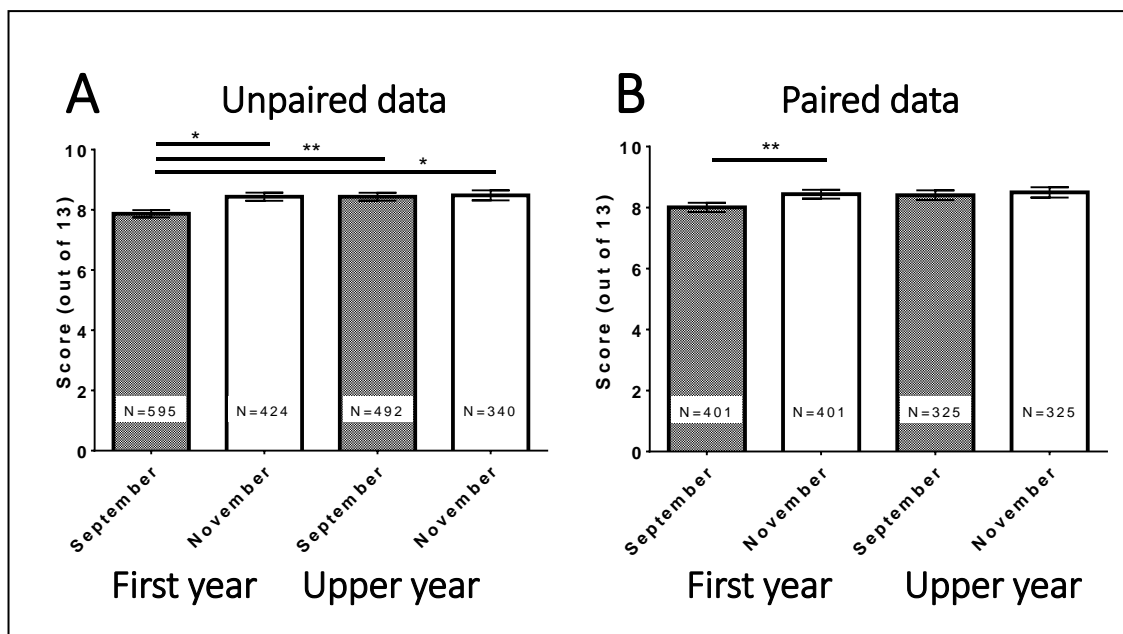 A Unpaired data
*
**
*
10
8
6
4
2
0
Score (out of 13)
N=595 N=424 N=492 N=340
September November September November
First year Upper year
B Paired data
**
10
8
6
4
2
0
Score (out of 13)
N=401 N=401 N=325 N=325
September November September November
First year Upper year